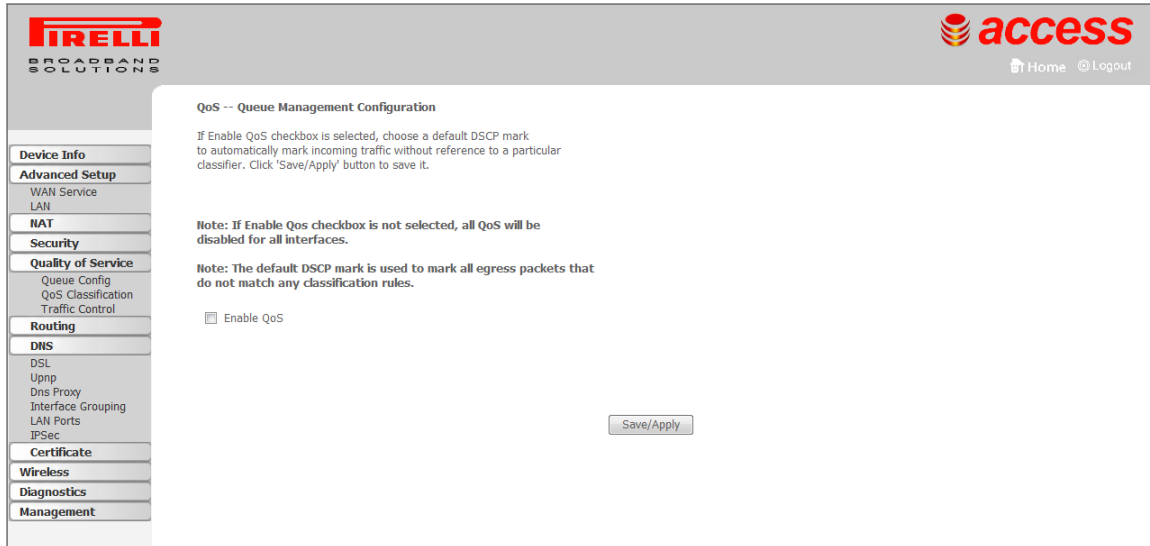 PIRELLI
BROADBAND
SOLUTIONS
access
Home
Logout
QoS -- Queue Management Configuration
If Enable QoS checkbox is selected, choose a default DSCP mark
to automatically mark incoming traffic without reference to a particular
classifier. Click 'Save/Apply' button to save it.
Note: If Enable Qos checkbox is not selected, all QoS will be
disabled for all interfaces.
Note: The default DSCP mark is used to mark all egress packets that
do not match any classification rules.
Enable QoS
Save/Apply
Device Info
Advanced Setup
WAN Service
LAN
NAT
Security
Quality of Service
Queue Config
QoS Classification
Traffic Control
Routing
DNS
DSL
Upnp
Dns Proxy
Interface Grouping
LAN Ports
IPSec
Certificate
Wireless
Diagnostics
Management